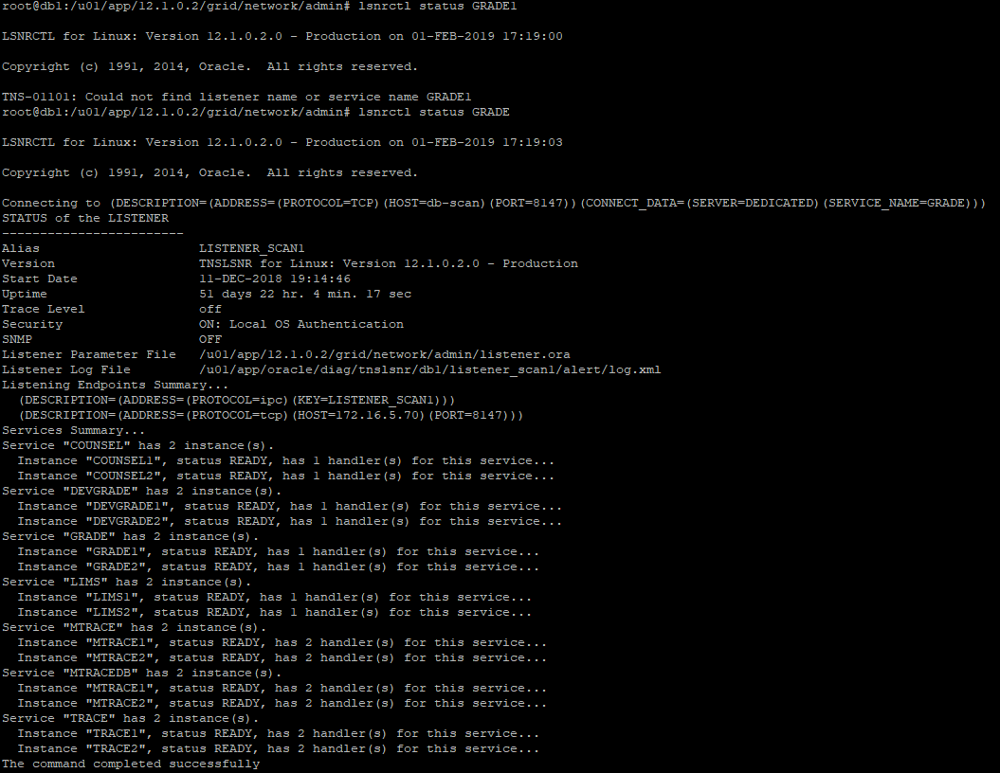 root@db1:/u01/app/12.1.0.2/grid/network/admin# lsnrctl status GRADE1
LSNRCTL for Linux: Version 12.1.0.2.0 - Production on 01-FEB-2019 17:19:00
Copyright (c) 1991, 2014, Oracle.  All rights reserved.
TNS-01101: Could not find listener name or service name GRADE1
root@db1:/u01/app/12.1.0.2/grid/network/admin# lsnrctl status GRADE
LSNRCTL for Linux: Version 12.1.0.2.0 - Production on 01-FEB-2019 17:19:03
Copyright (c) 1991, 2014, Oracle.  All rights reserved.
Connecting to (DESCRIPTION=(ADDRESS=(PROTOCOL=TCP)(HOST=db-scan)(PORT=8147))(CONNECT_DATA=(SERVER=DEDICATED)(SERVICE_NAME=GRADE)))
STATUS of the LISTENER
------------------------
Alias                     LISTENER_SCAN1
Version                   TNSLSNR for Linux: Version 12.1.0.2.0 - Production
Start Date                11-DEC-2018 19:14:46
Uptime                    51 days 22 hr. 4 min. 17 sec
Trace Level               off
Security                  ON: Local OS Authentication
SNMP                      OFF
Listener Parameter File   /u01/app/12.1.0.2/grid/network/admin/listener.ora
Listener Log File         /u01/app/oracle/diag/tnslsnr/db1/listener_scan1/alert/log.xml
Listening Endpoints Summary...
  (DESCRIPTION=(ADDRESS=(PROTOCOL=ipc)(KEY=LISTENER_SCAN1)))
  (DESCRIPTION=(ADDRESS=(PROTOCOL=tcp)(HOST=172.16.5.70)(PORT=8147)))
Services Summary...
Service "COUNSEL" has 2 instance(s).
  Instance "COUNSEL1", status READY, has 1 handler(s) for this service...
  Instance "COUNSEL2", status READY, has 1 handler(s) for this service...
Service "DEVGRADE" has 2 instance(s).
  Instance "DEVGRADE1", status READY, has 1 handler(s) for this service...
  Instance "DEVGRADE2", status READY, has 1 handler(s) for this service...
Service "GRADE" has 2 instance(s).
  Instance "GRADE1", status READY, has 1 handler(s) for this service...
  Instance "GRADE2", status READY, has 1 handler(s) for this service...
Service "LIMS" has 2 instance(s).
  Instance "LIMS1", status READY, has 1 handler(s) for this service...
  Instance "LIMS2", status READY, has 1 handler(s) for this service...
Service "MTRACE" has 2 instance(s).
  Instance "MTRACE1", status READY, has 2 handler(s) for this service...
  Instance "MTRACE2", status READY, has 2 handler(s) for this service...
Service "MTRACEDB" has 2 instance(s).
  Instance "MTRACE1", status READY, has 2 handler(s) for this service...
  Instance "MTRACE2", status READY, has 2 handler(s) for this service...
Service "TRACE" has 2 instance(s).
  Instance "TRACE1", status READY, has 2 handler(s) for this service...
  Instance "TRACE2", status READY, has 2 handler(s) for this service...
The command completed successfully